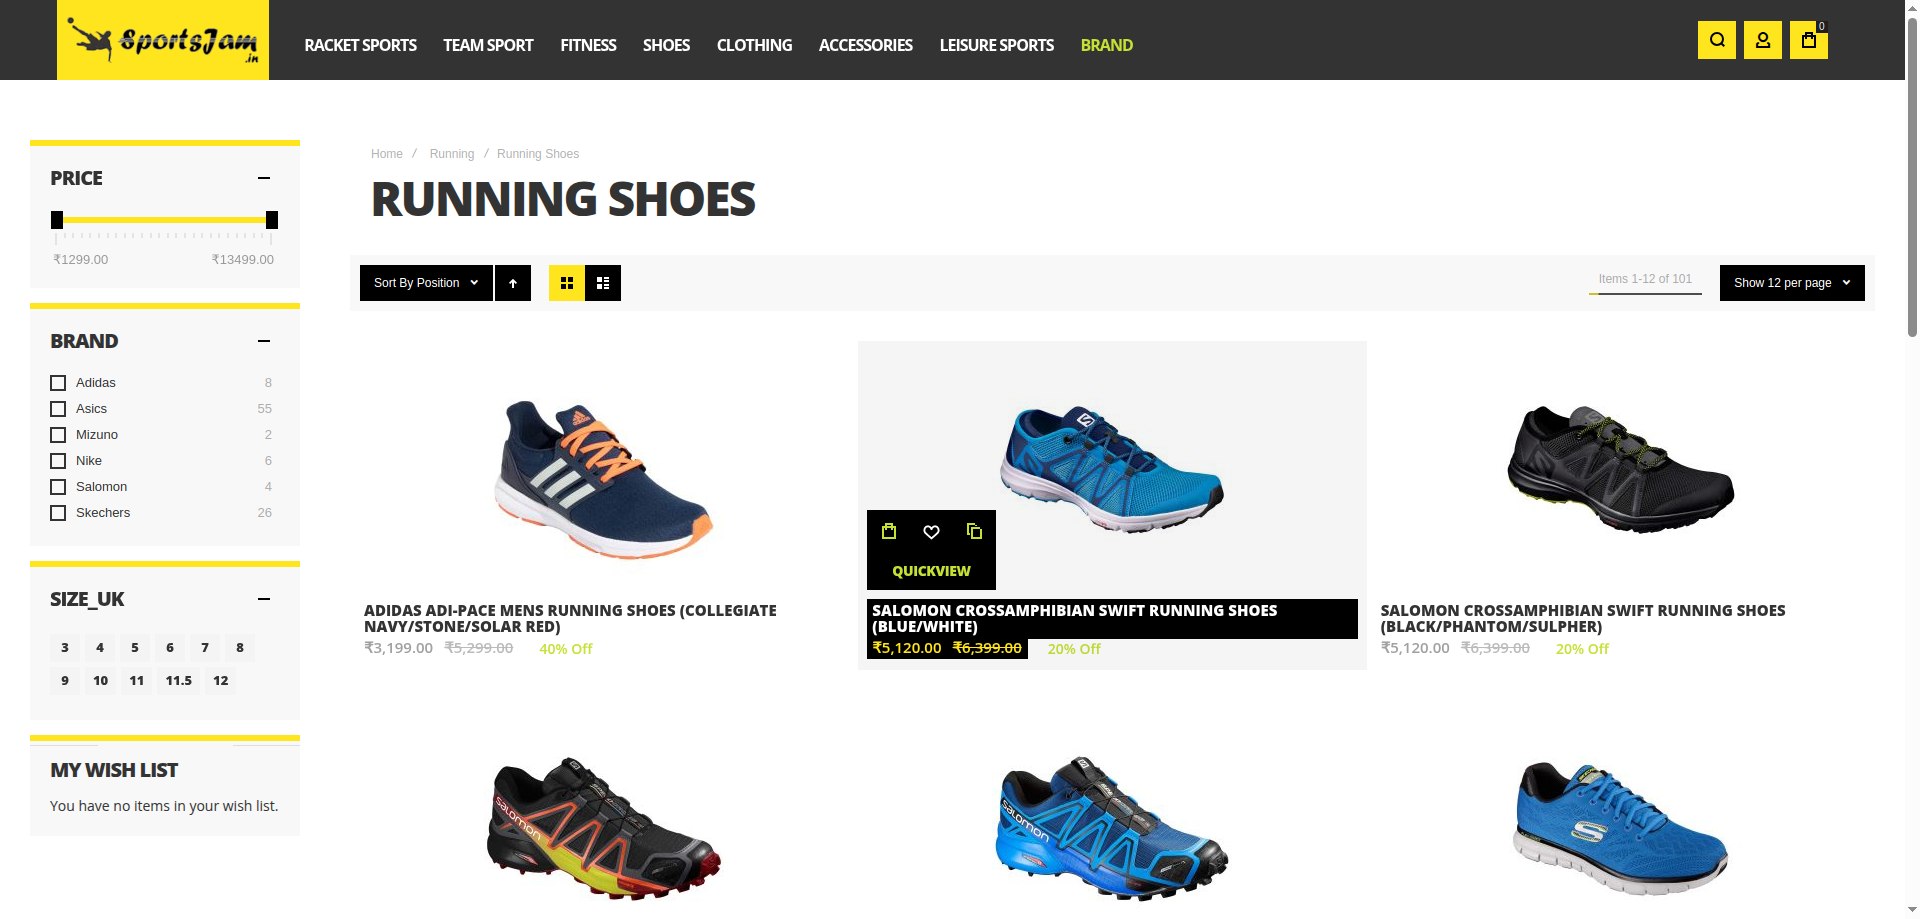 SportsJam
.in
RACKET SPORTS TEAM SPORT FITNESS SHOES CLOTHING ACCESSORIES LEISURE SPORTS BRAND
0
Home / Running / Running Shoes
RUNNING SHOES
PRICE
₹1299.00 ₹13499.00
BRAND
Adidas 8
Asics 55
Mizuno 2
Nike 6
Salomon 4
Skechers 26
SIZE_UK
3 4 5 6 7 8
9 10 11 11.5 12
MY WISH LIST
You have no items in your wish list.
Sort By Position
Items 1-12 of 101
Show 12 per page
ADIDAS ADI-PACE MENS RUNNING SHOES (COLLEGIATE
NAVY/STONE/SOLAR RED)
₹3,199.00 ₹5,299.00 40% Off
QUICKVIEW
SALOMON CROSSAMPHIBIAN SWIFT RUNNING SHOES
(BLUE/WHITE)
₹5,120.00 ₹6,399.00 20% Off
SALOMON CROSSAMPHIBIAN SWIFT RUNNING SHOES
(BLACK/PHANTOM/SULPHER)
₹5,120.00 ₹6,399.00 20% Off
salomon
salomon